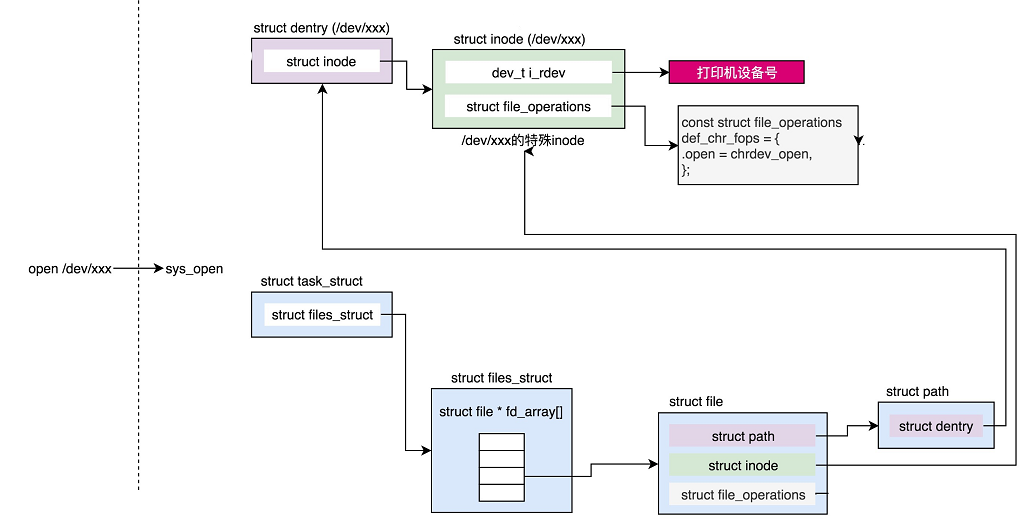 struct dentry (/dev/xxx)
struct inode
struct inode (/dev/xxx)
dev_t i_rdev
struct file_operations
/dev/xxx的特殊inode
打印机设备号
const struct file_operations
def_chr_fops = {
.open = chrdev_open,
};
open /dev/xxx
sys_open
struct task_struct
struct files_struct
struct files_struct
struct file * fd_array[]
struct file
struct path
struct inode
struct file_operations
struct path
struct dentry